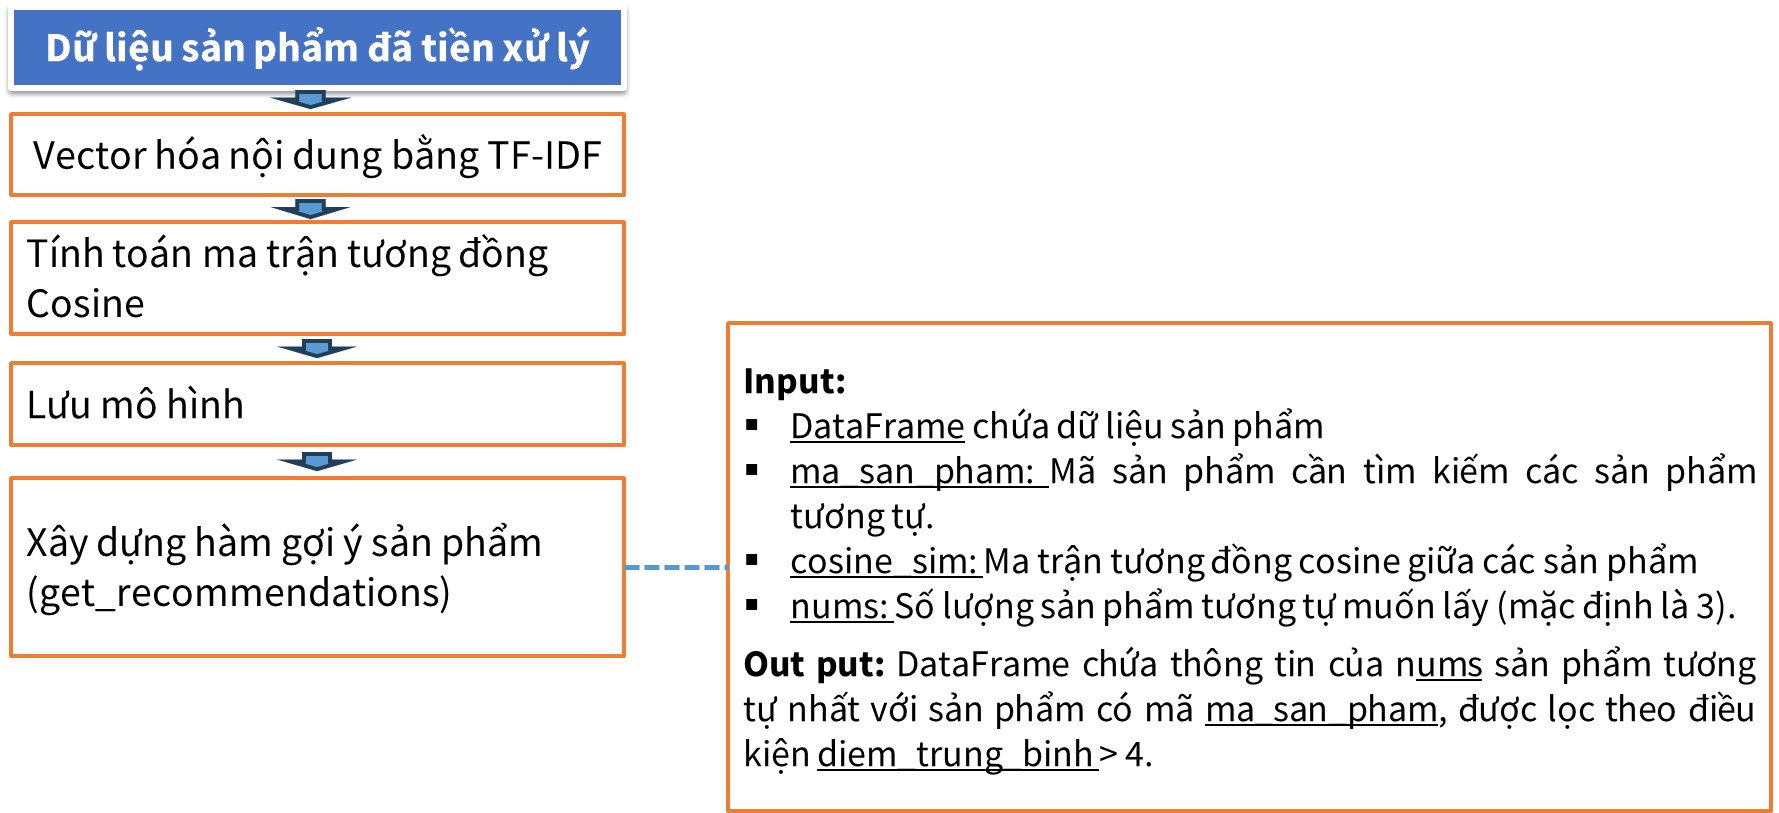 Dữ liệu sản phẩm đã tiền xử lý
Vector hóa nội dung bằng TF-IDF
Tính toán ma trận tương đồng
Cosine
Lưu mô hình
Xây dựng hàm gợi ý sản phẩm
(get_recommendations)
Input:
▪ DataFrame chứa dữ liệu sản phẩm
▪ ma_san_pham: Mã sản phẩm cần tìm kiếm các sản phẩm
tương tự.
▪ cosine_sim: Ma trận tương đồng cosine giữa các sản phẩm
▪ nums: Số lượng sản phẩm tương tự muốn lấy (mặc định là 3).
Out put: DataFrame chứa thông tin của nums sản phẩm tương
tự nhất với sản phẩm có mã ma_san_pham, được lọc theo điều
kiện diem_trung_binh > 4.